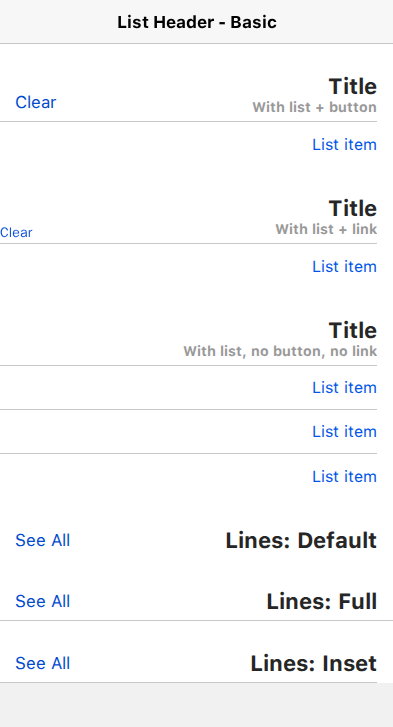 List Header - Basic
Title
With list + button
Clear
List item
Title
With list + link
Clear
List item
Title
With list, no button, no link
List item
List item
List item
Lines: Default
See All
Lines: Full
See All
Lines: Inset
See All